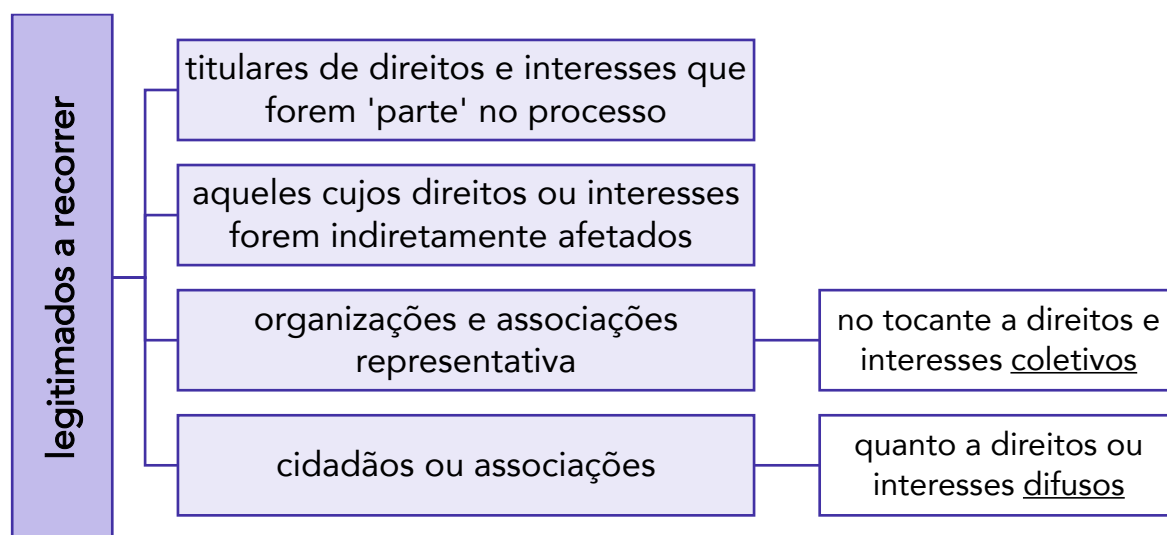 legitimados a recorrer
titulares de direitos e interesses que
forem 'parte' no processo
aqueles cujos direitos ou interesses
forem indiretamente afetados
organizações e associações
representativa
no tocante a direitos e
interesses coletivos
cidadãos ou associações
quanto a direitos ou
interesses difusos